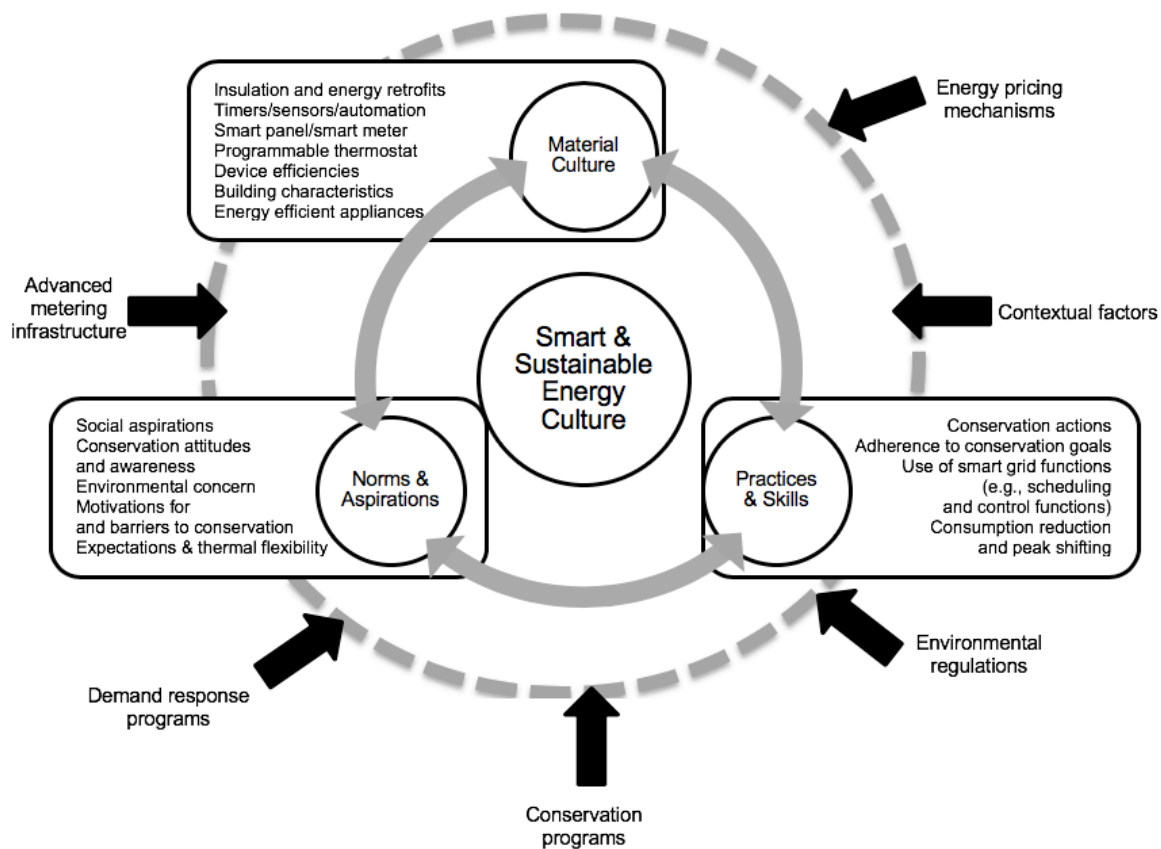 Insulation and energy retrofits
Timers/sensors/automation
Smart panel/smart meter
Programmable thermostat
Device efficiencies
Building characteristics
Energy efficient appliances
Material
Culture
Energy pricing
mechanisms
Advanced
metering
infrastructure
Contextual factors
Smart &
Sustainable
Energy
Culture
Social aspirations
Conservation attitudes
and awareness
Environmental concern
Motivations for
and barriers to conservation
Expectations & thermal flexibility
Norms &
Aspirations
Practices
& Skills
Conservation actions
Adherence to conservation goals
Use of smart grid functions
(e.g., scheduling
and control functions)
Consumption reduction
and peak shifting
Demand response
programs
Environmental
regulations
Conservation
programs